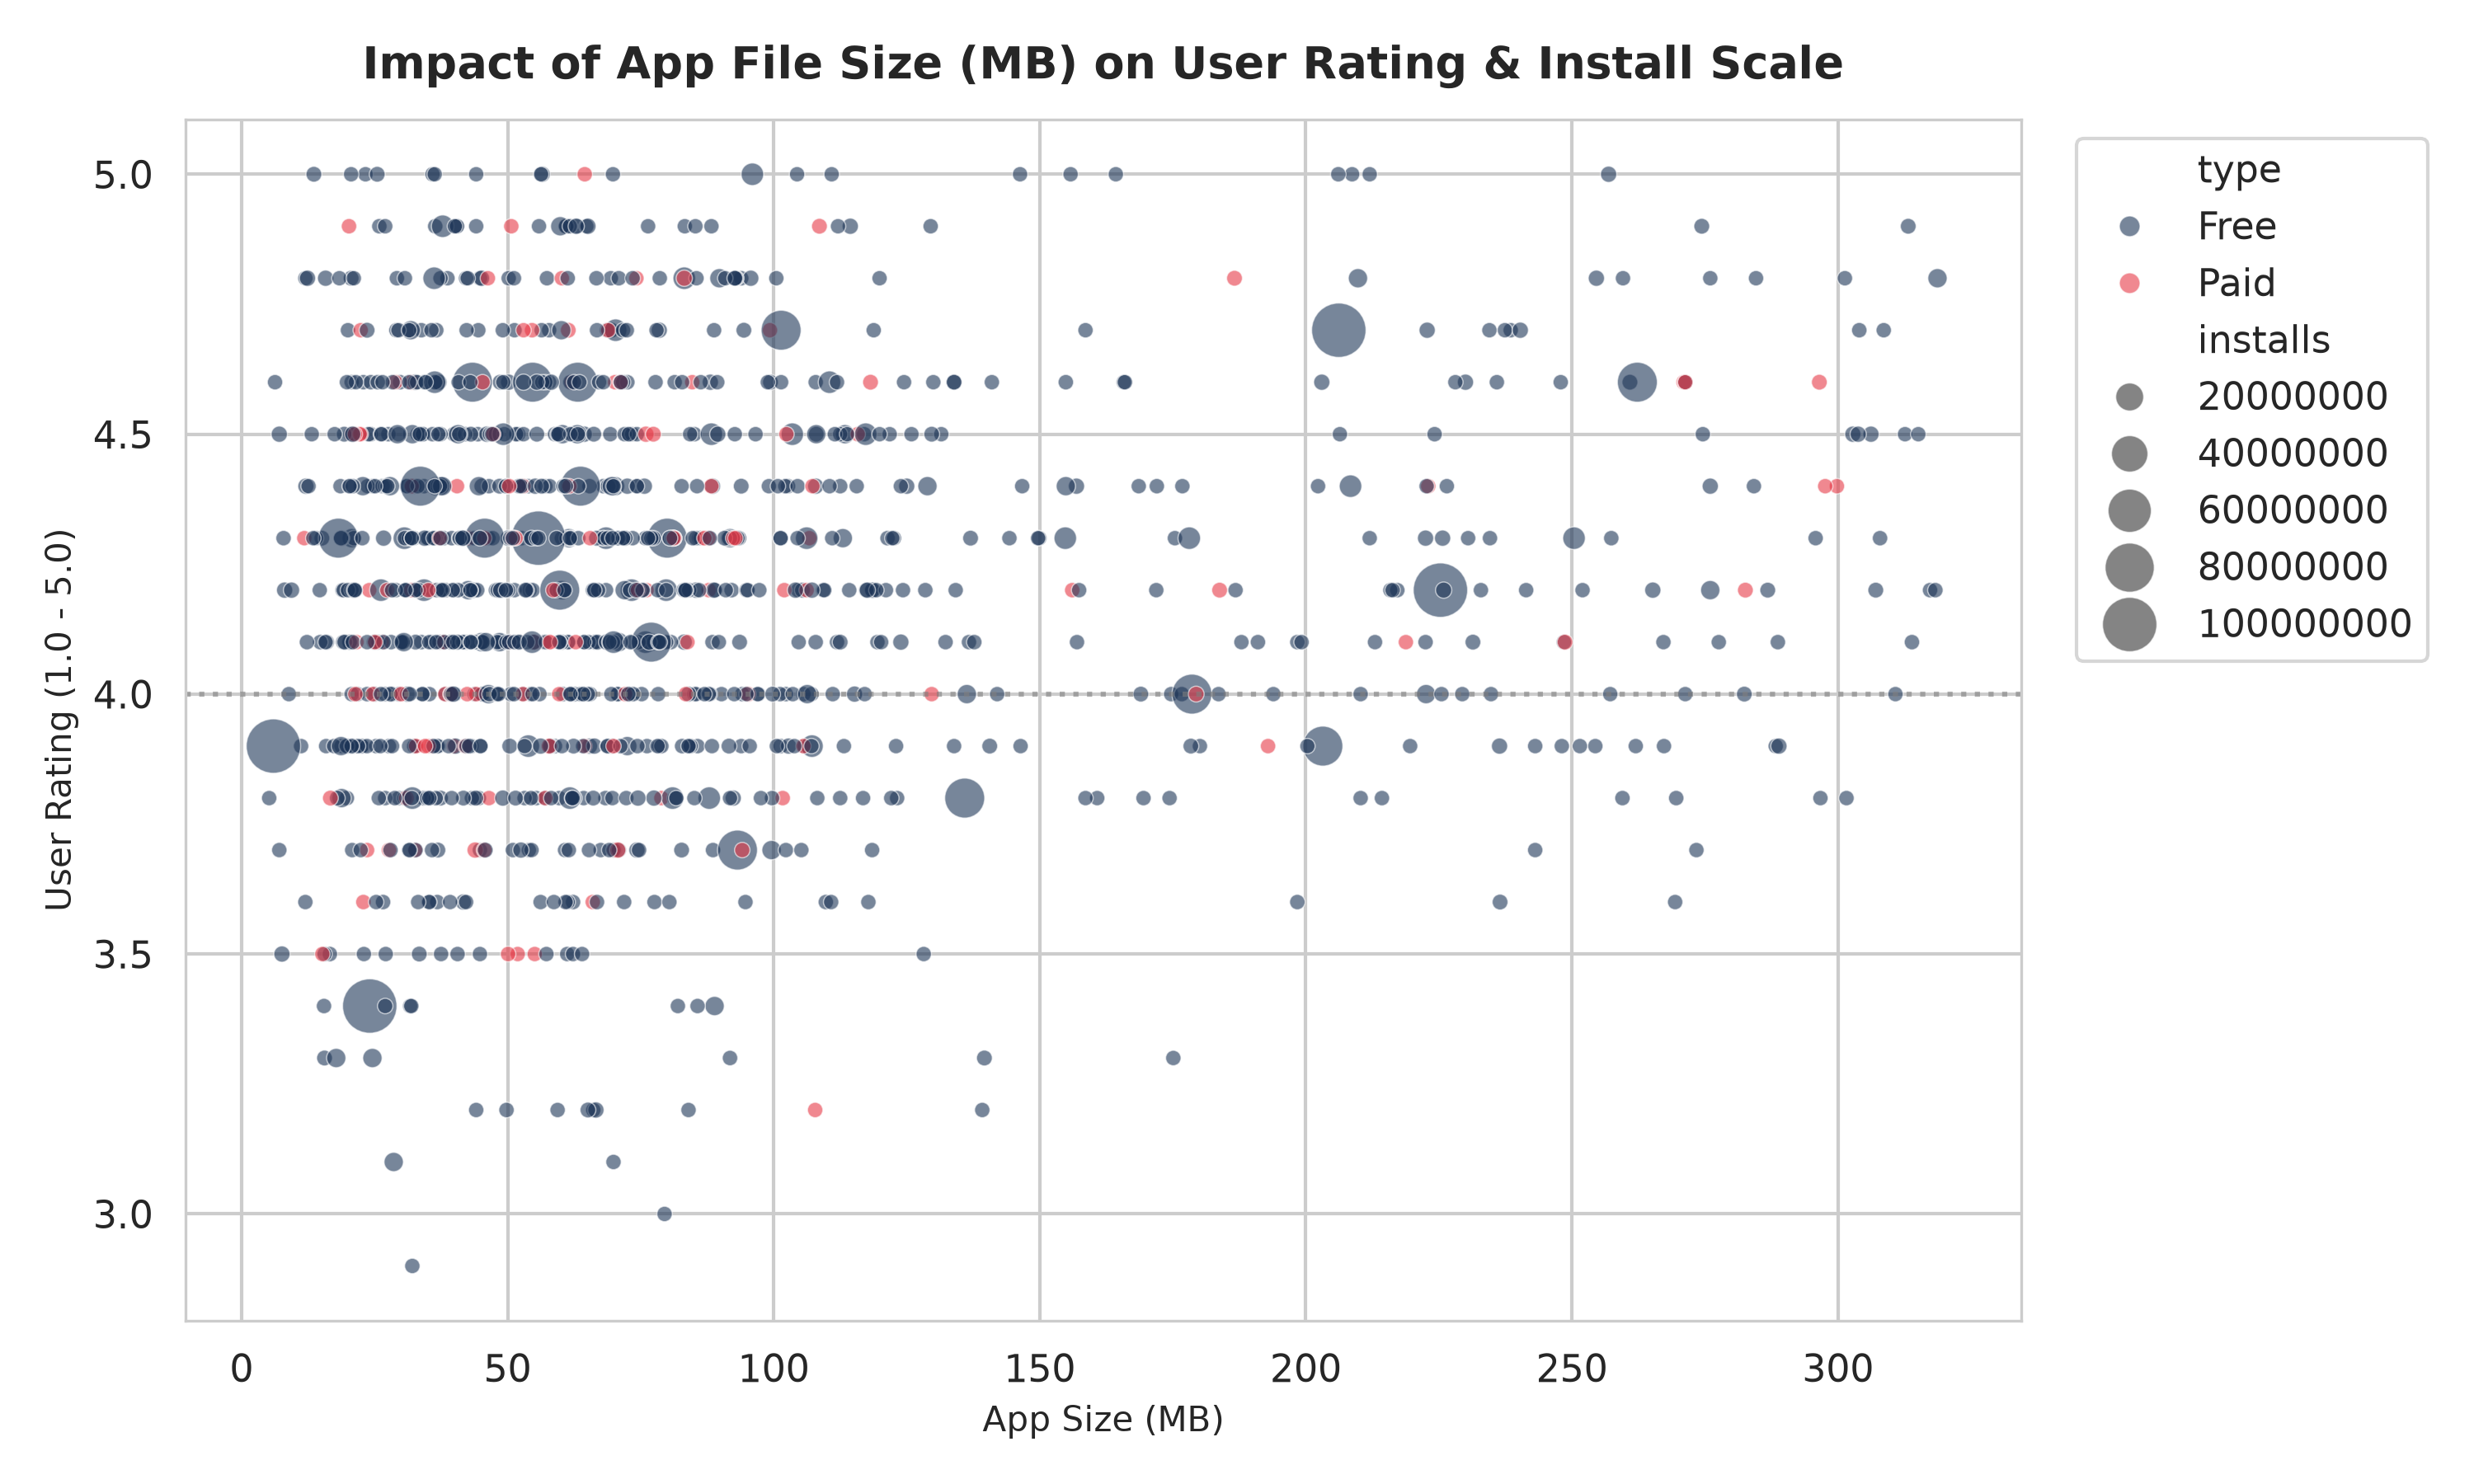 Impact of App File Size (MB) on User Rating & Install Scale
User Rating (1.0 - 5.0)
5.0
4.5
4.0
3.5
3.0
0
50
100
150
200
250
300
App Size (MB)
type
Free
Paid
installs
20000000
40000000
60000000
80000000
100000000